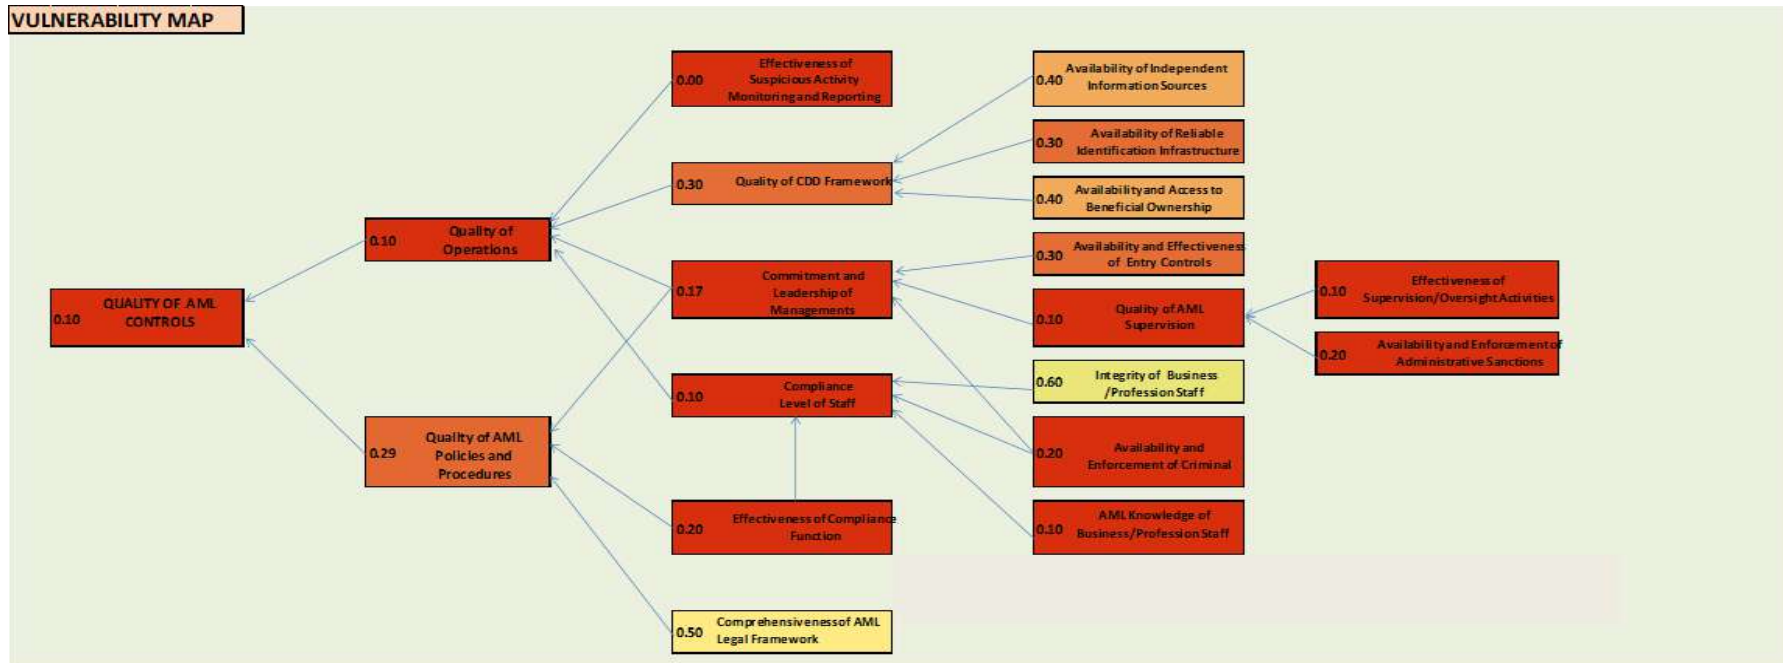 VULNERABILITY MAP
0.10
QUALITY OF AML
CONTROLS
0.10
Quality of
Operations
0.29
Quality of AML
Policies and
Procedures
0.00
Effectiveness of
Suspicious Activity
Monitoring and Reporting
0.30
Quality of CDD Framework
0.17
Commitment and
Leadership of
Managements
0.10
Compliance
Level of Staff
0.20
Effectiveness of Compliance
Function
0.50
Comprehensiveness of AML
Legal Framework
0.40
Availability of Independent
Information Sources
0.30
Availability of Reliable
Identification Infrastructure
0.40
Availability and Access to
Beneficial Ownership
0.30
Availability and Effectiveness
of Entry Controls
0.10
Quality of AML
Supervision
0.60
Integrity of Business
/Profession Staff
0.20
Availability and
Enforcement of Criminal
0.10
AML Knowledge of
Business/Profession Staff
0.10
Effectiveness of
Supervision/Oversight Activities
0.20
Availability and Enforcement of
Administrative Sanctions